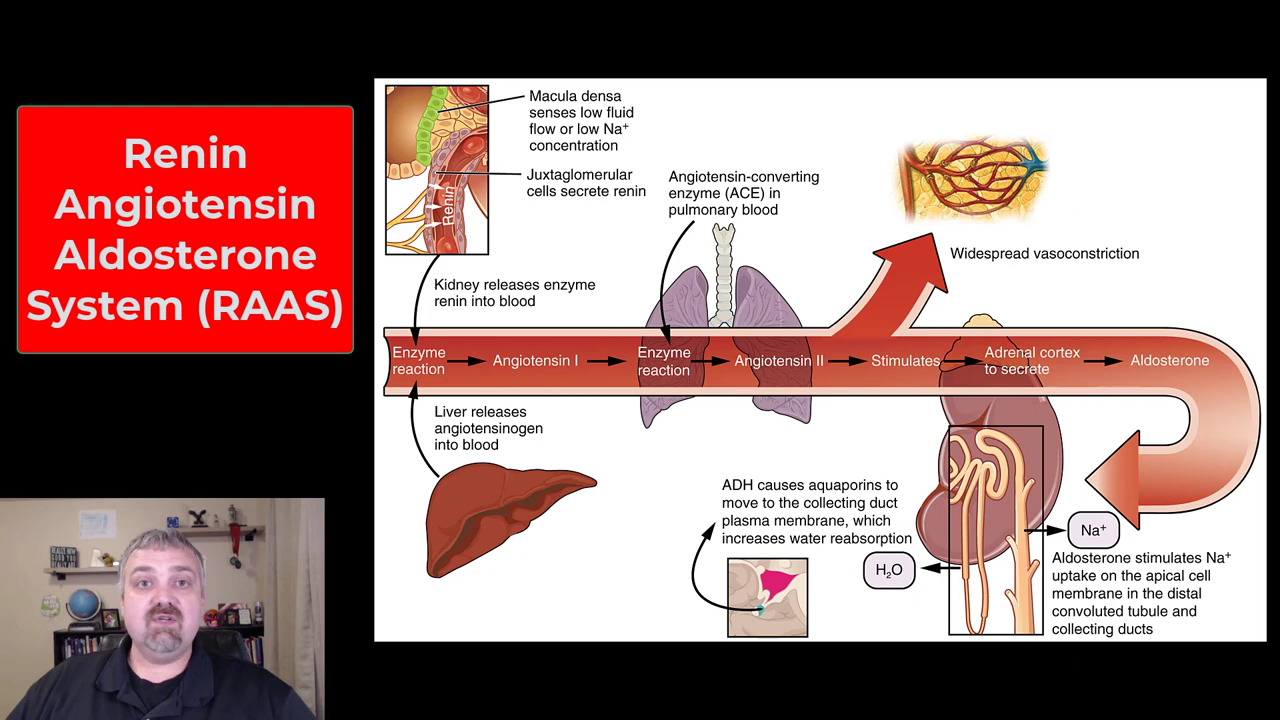 Renin
Angiotensin
Aldosterone
System (RAAS)
Macula densa
senses low fluid
flow or low Na⁺
concentration
Juxtaglomerular
cells secrete renin
Renin
Kidney releases enzyme
renin into blood
Angiotensin-converting
enzyme (ACE) in
pulmonary blood
Widespread vasoconstriction
Enzyme
reaction
Angiotensin I
Enzyme
reaction
Angiotensin II
Stimulates
Adrenal cortex
to secrete
Aldosterone
Liver releases
angiotensinogen
into blood
ADH causes aquaporins to
move to the collecting duct
plasma membrane, which
increases water reabsorption
H₂O
Na⁺
Aldosterone stimulates Na⁺
uptake on the apical cell
membrane in the distal
convoluted tubule and
collecting ducts